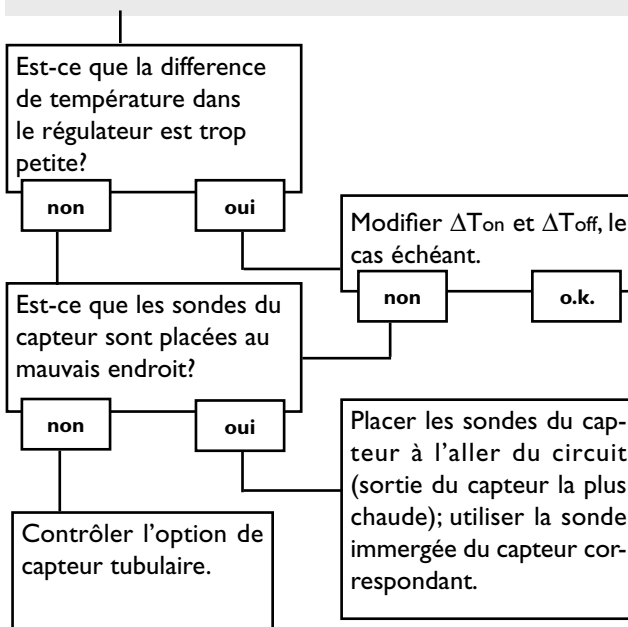 Est-ce que la difference
de température dans
le régulateur est trop
petite?
non
oui
Modifier ΔTon et ΔToff, le
cas échéant.
non
o.k.
Est-ce que les sondes du
capteur sont placées au
mauvais endroit?
non
oui
Placer les sondes du cap-
teur à l'aller du circuit
(sortie du capteur la plus
chaude); utiliser la sonde
immergée du capteur cor-
respondant.
Contrôler l'option de
capteur tubulaire.